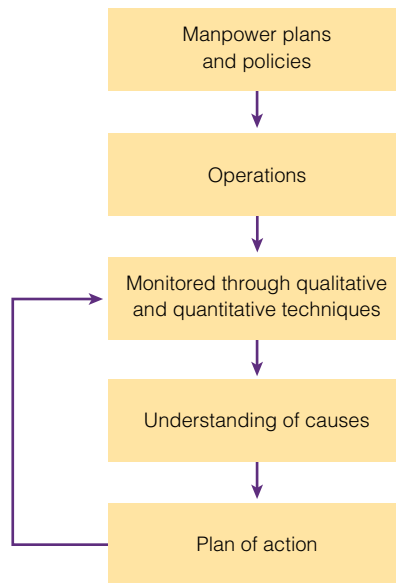 Manpower plans
and policies
Operations
Monitored through qualitative
and quantitative techniques
Understanding of causes
Plan of action